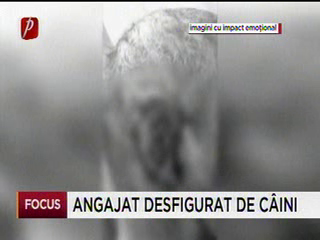 imagini cu impact emoțional
FOCUS
ANGAJAT DESFIGURAT DE CÂINI